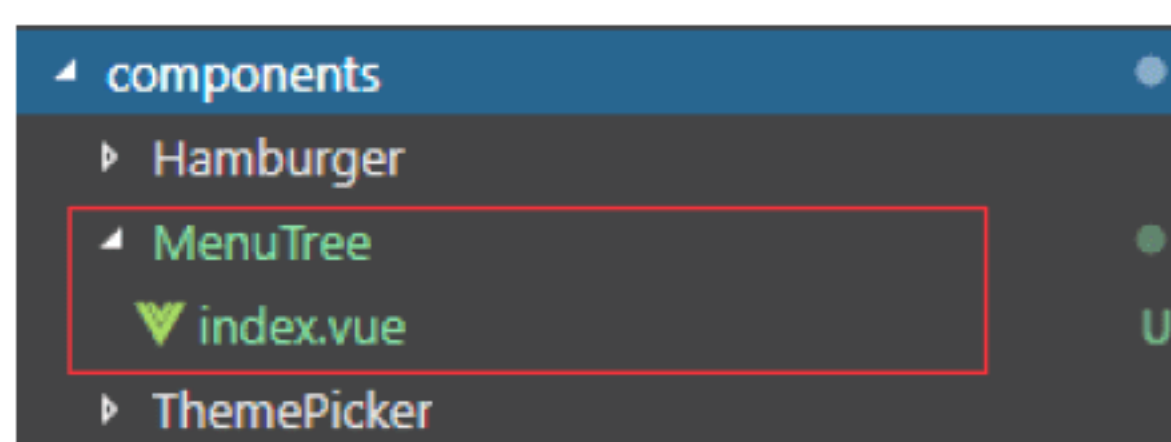 components
Hamburger
MenuTree
index.vue U
ThemePicker